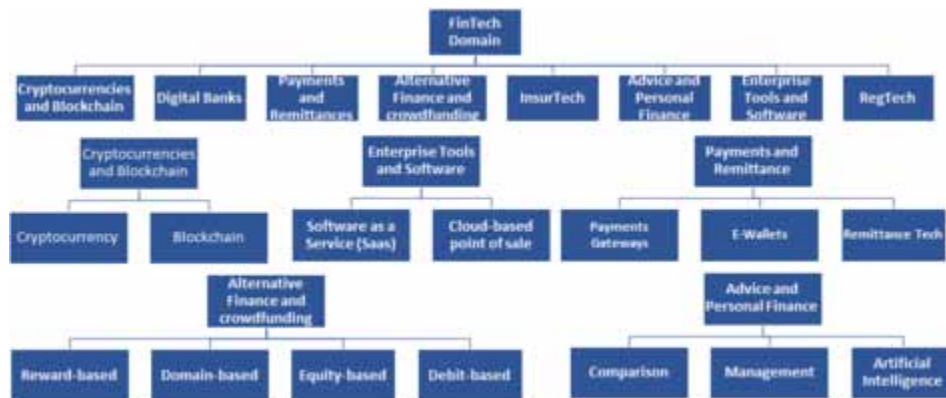 FinTech
Domain
Cryptocurrencies
and Blockchain
Digital Banks
Payments
and
Remittances
Alternative
Finance and
crowdfunding
InsurTech
Advice and
Personal
Finance
Enterprise
Tools and
Software
RegTech
Cryptocurrencies
and Blockchain
Cryptocurrency
Blockchain
Enterprise Tools
and Software
Software as a
Service (Saas)
Cloud-based
point of sale
Payments and
Remittance
Payments
Gateways
E-Wallets
Remittance Tech
Alternative
Finance and
crowdfunding
Reward-based
Domain-based
Equity-based
Debit-based
Advice and
Personal Finance
Comparison
Management
Artificial
Intelligence